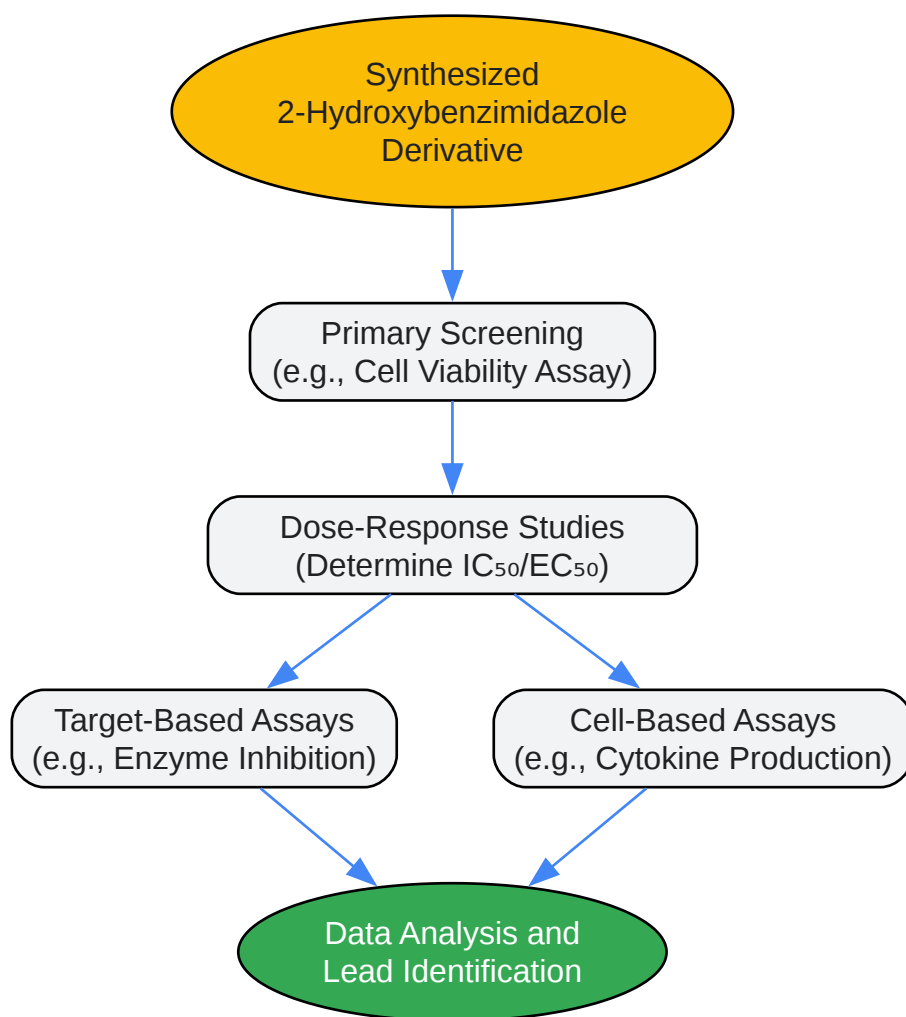 Synthesized
2-Hydroxybenzimidazole
Derivative
Primary Screening
(e.g., Cell Viability Assay)
Dose-Response Studies
(Determine IC₅₀/EC₅₀)
Target-Based Assays
(e.g., Enzyme Inhibition)
Cell-Based Assays
(e.g., Cytokine Production)
Data Analysis and
Lead Identification